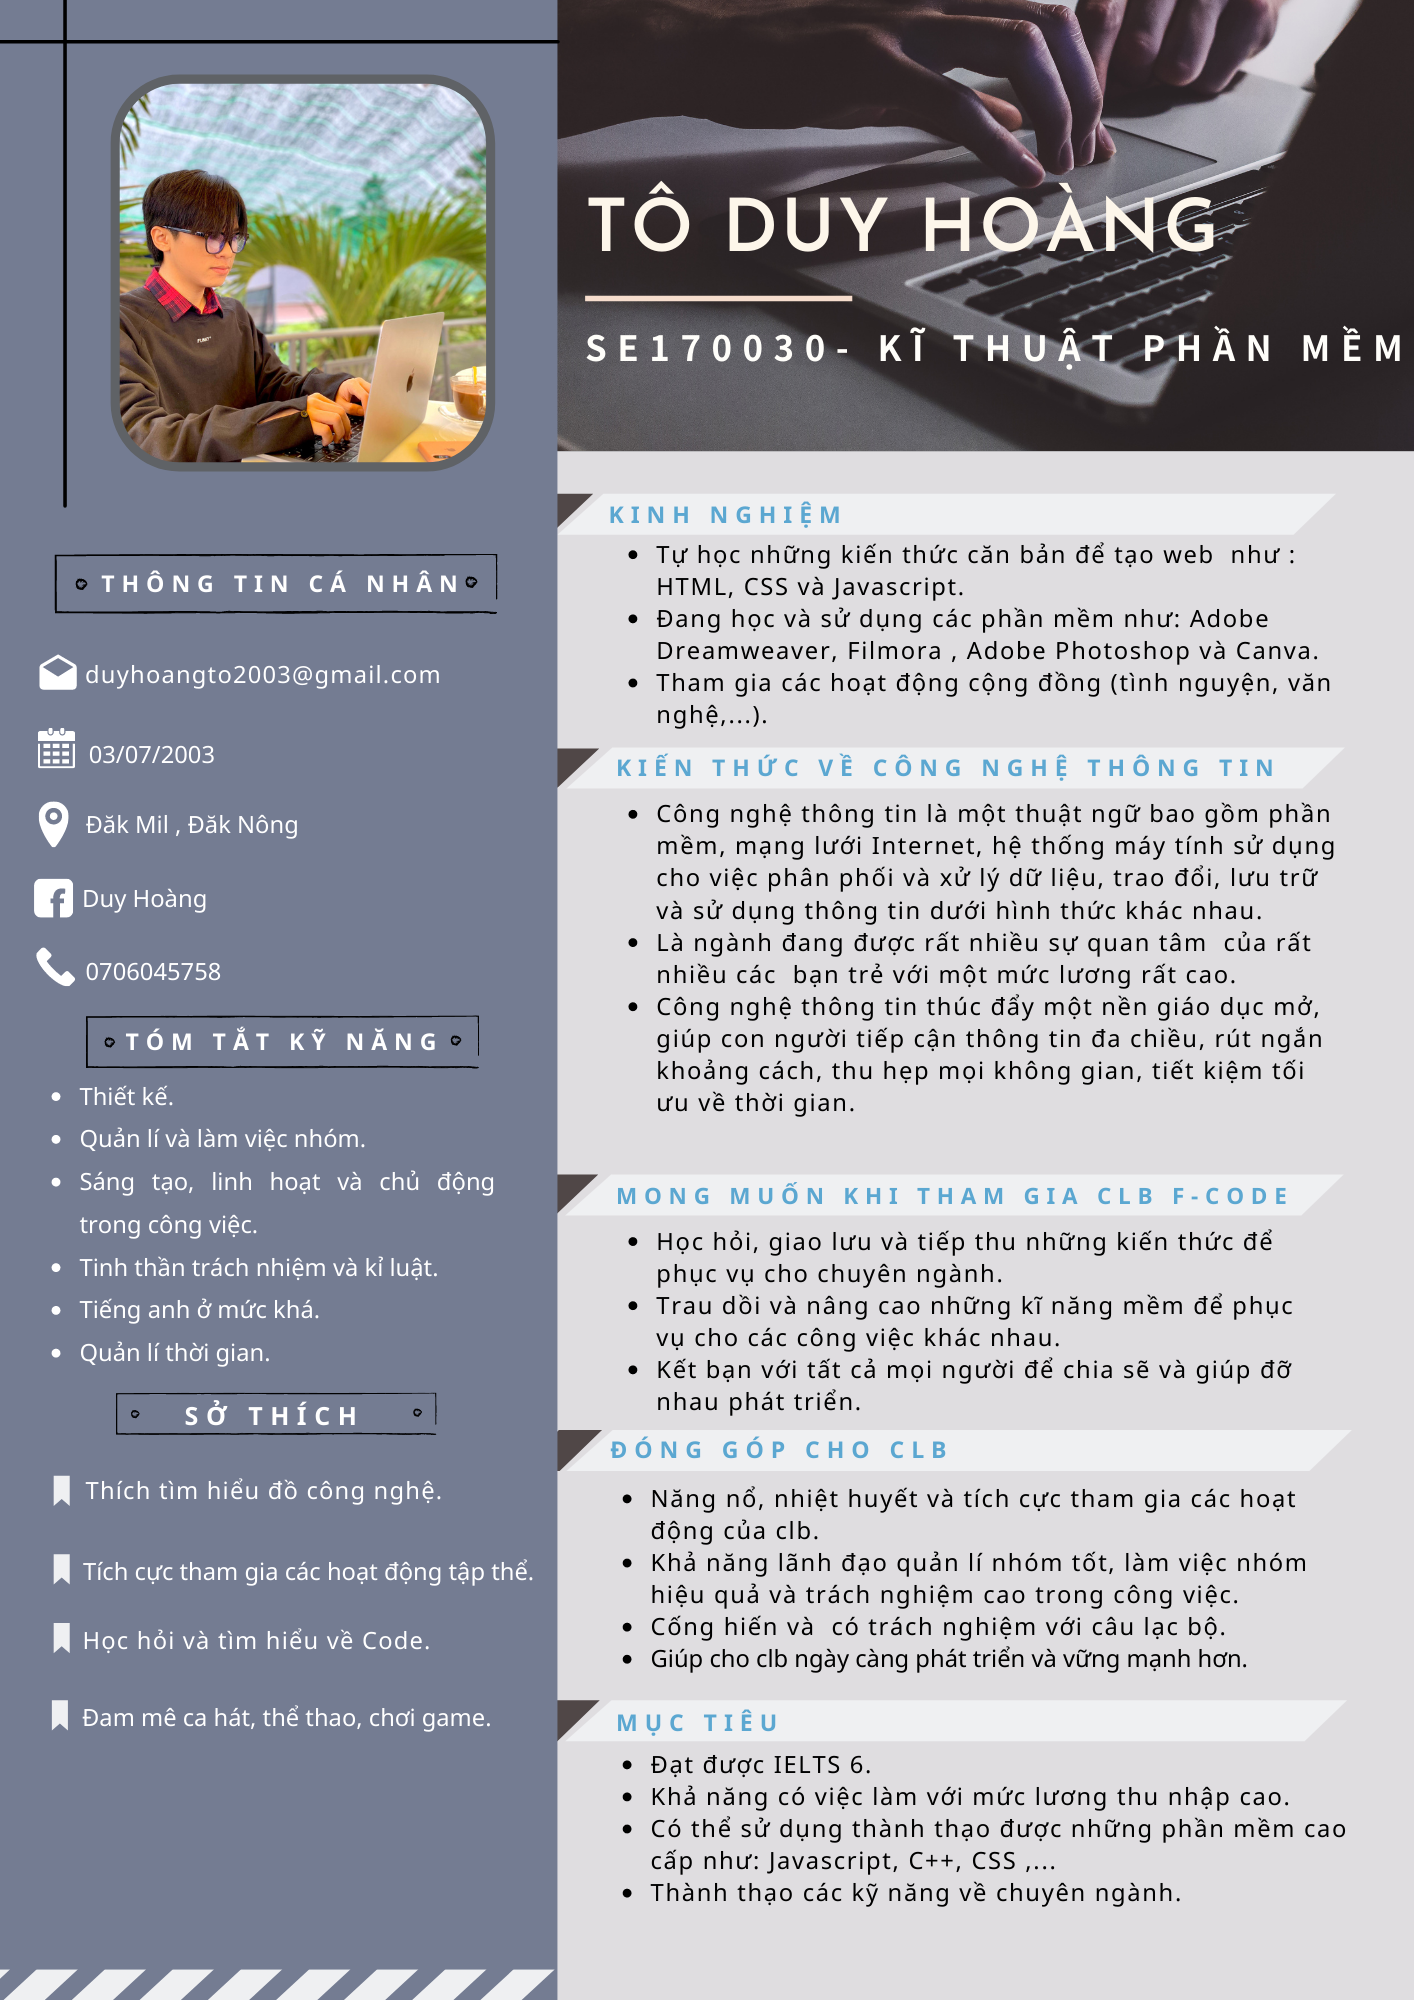 TÔ DUY HOÀNG
SE170030- KĨ THUẬT PHẦN MỀM
THÔNG TIN CÁ NHÂN
duyhoangto2003@gmail.com
03/07/2003
Đăk Mil , Đăk Nông
Duy Hoàng
0706045758
TÓM TẮT KỸ NĂNG
Thiết kế.
Quản lí và làm việc nhóm.
Sáng tạo, linh hoạt và chủ động
trong công việc.
Tinh thần trách nhiệm và kỉ luật.
Tiếng anh ở mức khá.
Quản lí thời gian.
SỞ THÍCH
Thích tìm hiểu đồ công nghệ.
Tích cực tham gia các hoạt động tập thể.
Học hỏi và tìm hiểu về Code.
Đam mê ca hát, thể thao, chơi game.
KINH NGHIỆM
Tự học những kiến thức căn bản để tạo web  như :
HTML, CSS và Javascript.
Đang học và sử dụng các phần mềm như: Adobe
Dreamweaver, Filmora , Adobe Photoshop và Canva.
Tham gia các hoạt động cộng đồng (tình nguyện, văn
nghệ,...).
KIẾN THỨC VỀ CÔNG NGHỆ THÔNG TIN
Công nghệ thông tin là một thuật ngữ bao gồm phần
mềm, mạng lưới Internet, hệ thống máy tính sử dụng
cho việc phân phối và xử lý dữ liệu, trao đổi, lưu trữ
và sử dụng thông tin dưới hình thức khác nhau.
Là ngành đang được rất nhiều sự quan tâm  của rất
nhiều các  bạn trẻ với một mức lương rất cao.
Công nghệ thông tin thúc đẩy một nền giáo dục mở,
giúp con người tiếp cận thông tin đa chiều, rút ngắn
khoảng cách, thu hẹp mọi không gian, tiết kiệm tối
ưu về thời gian.
MONG MUỐN KHI THAM GIA CLB F-CODE
Học hỏi, giao lưu và tiếp thu những kiến thức để
phục vụ cho chuyên ngành.
Trau dồi và nâng cao những kĩ năng mềm để phục
vụ cho các công việc khác nhau.
Kết bạn với tất cả mọi người để chia sẽ và giúp đỡ
nhau phát triển.
ĐÓNG GÓP CHO CLB
Năng nổ, nhiệt huyết và tích cực tham gia các hoạt
động của clb.
Khả năng lãnh đạo quản lí nhóm tốt, làm việc nhóm
hiệu quả và trách nghiệm cao trong công việc.
Cống hiến và  có trách nghiệm với câu lạc bộ.
Giúp cho clb ngày càng phát triển và vững mạnh hơn.
MỤC TIÊU
Đạt được IELTS 6.
Khả năng có việc làm với mức lương thu nhập cao.
Có thể sử dụng thành thạo được những phần mềm cao
cấp như: Javascript, C++, CSS ,...
Thành thạo các kỹ năng về chuyên ngành.